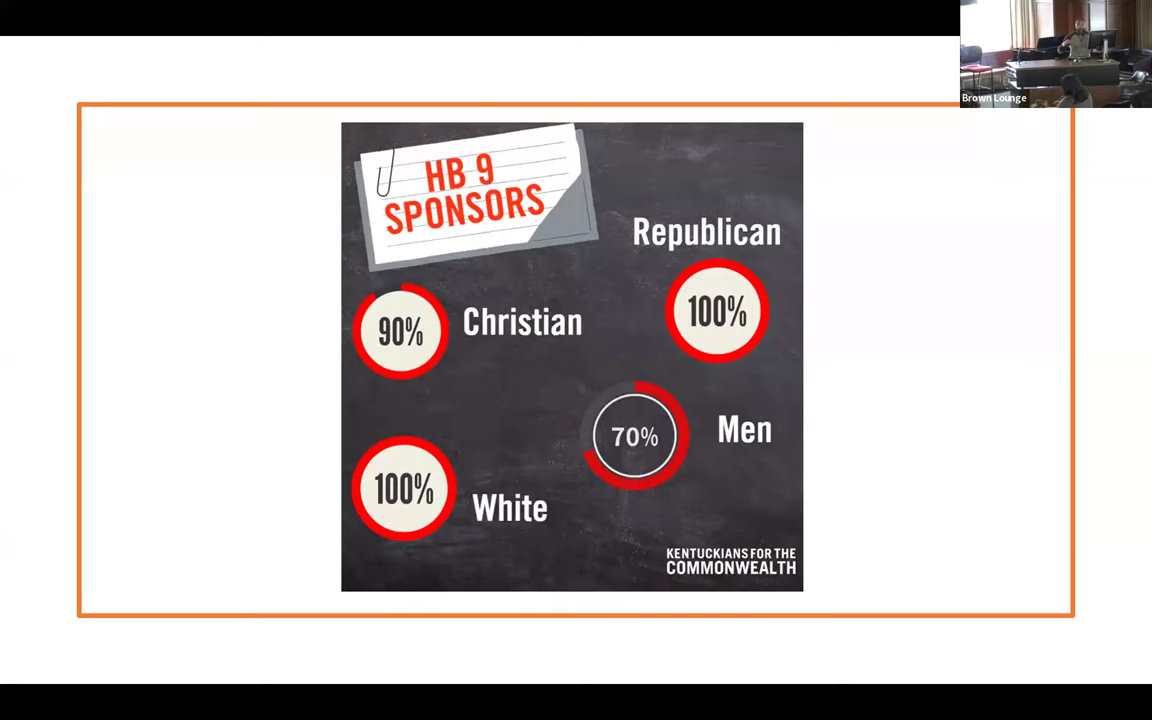 Brown Lounge
HB 9
SPONSORS
Republican
100%
90%
Christian
70%
Men
100%
White
KENTUCKIANS FOR THE
COMMONWEALTH